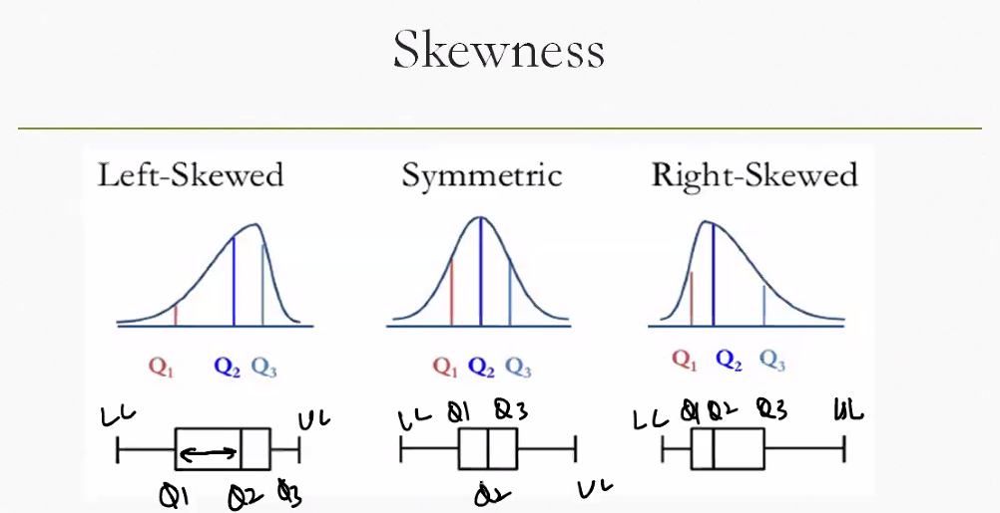 Skewness
Left-Skewed Symmetric Right-Skewed
Q₁ Q₂ Q₃ Q₁ Q₂ Q₃ Q₁ Q₂ Q₃
LL UL LL Q1 Q3 LL Q1 Q2 Q3 UL
Q1 Q2 Q3 Q2 UL